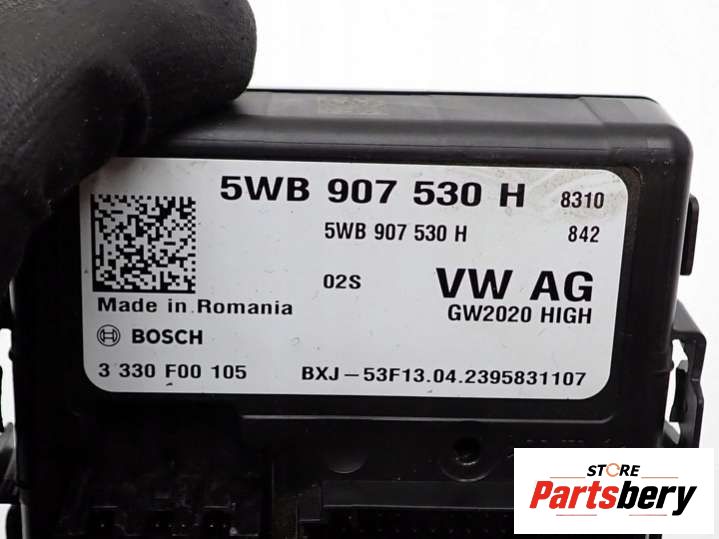 5WB 907 530 H 8310
5WB 907 530 H 842
02S VW AG
Made in Romania GW2020 HIGH
BOSCH
3 330 F00 105 BXJ-53F13.04.2395831107
STORE
Partsbery